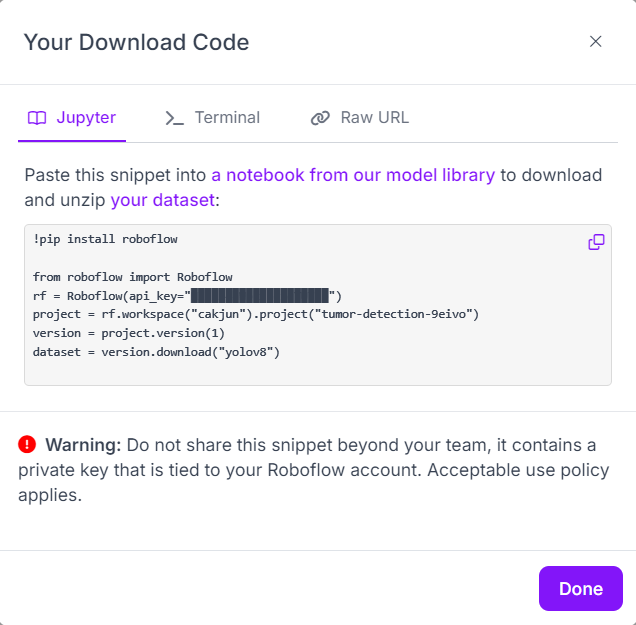 Your Download Code
Jupyter
Terminal
Raw URL
Paste this snippet into a notebook from our model library to download
and unzip your dataset:
!pip install roboflow
from roboflow import Roboflow
rf = Roboflow(api_key="██████████████████")
project = rf.workspace("cakjun").project("tumor-detection-9eivo")
version = project.version(1)
dataset = version.download("yolov8")
Warning: Do not share this snippet beyond your team, it contains a
private key that is tied to your Roboflow account. Acceptable use policy
applies.
Done